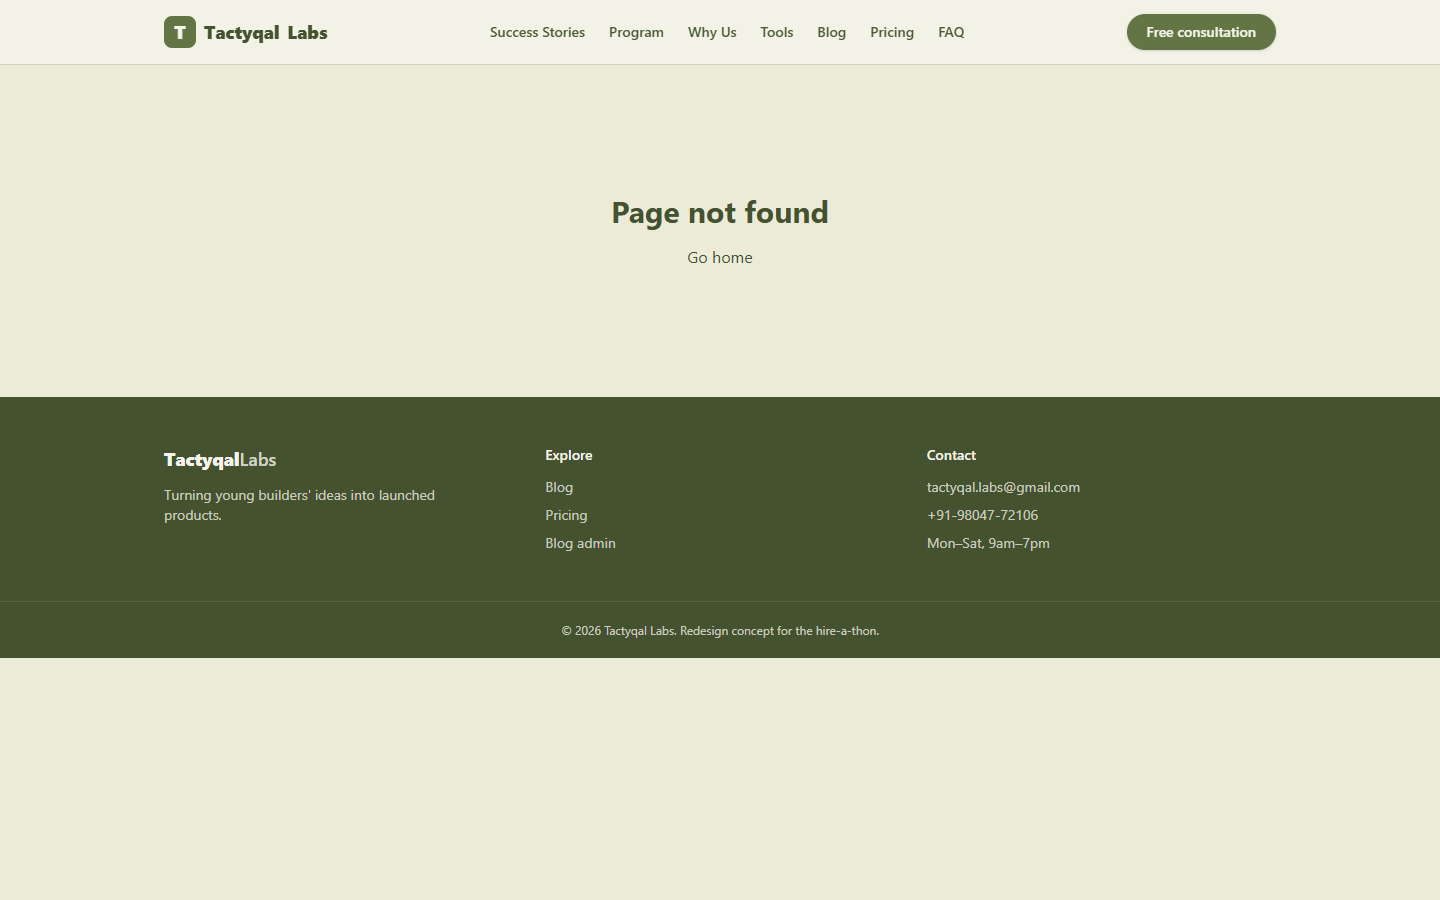 T Tactyqal Labs
Success Stories Program Why Us Tools Blog Pricing FAQ
Free consultation
Page not found
Go home
TactyqalLabs
Turning young builders' ideas into launched
products.
Explore
Blog
Pricing
Blog admin
Contact
tactyqal.labs@gmail.com
+91-98047-72106
Mon–Sat, 9am–7pm
© 2026 Tactyqal Labs. Redesign concept for the hire-a-thon.